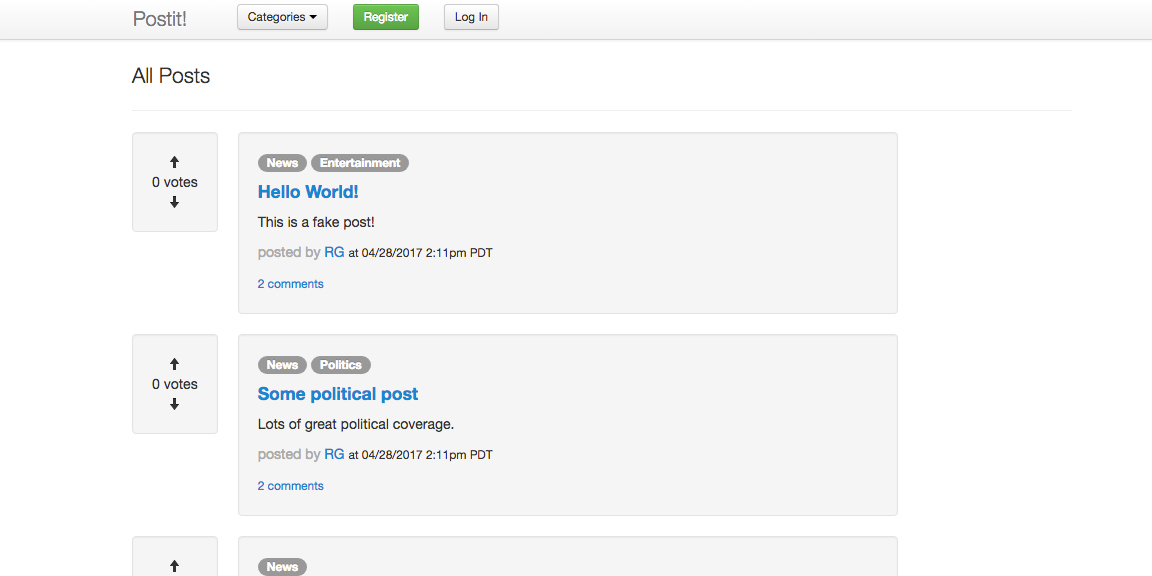 Postit! Categories Register Log In
All Posts
News Entertainment
0 votes
Hello World!
This is a fake post!
posted by RG at 04/28/2017 2:11pm PDT
2 comments
News Politics
0 votes
Some political post
Lots of great political coverage.
posted by RG at 04/28/2017 2:11pm PDT
2 comments
News